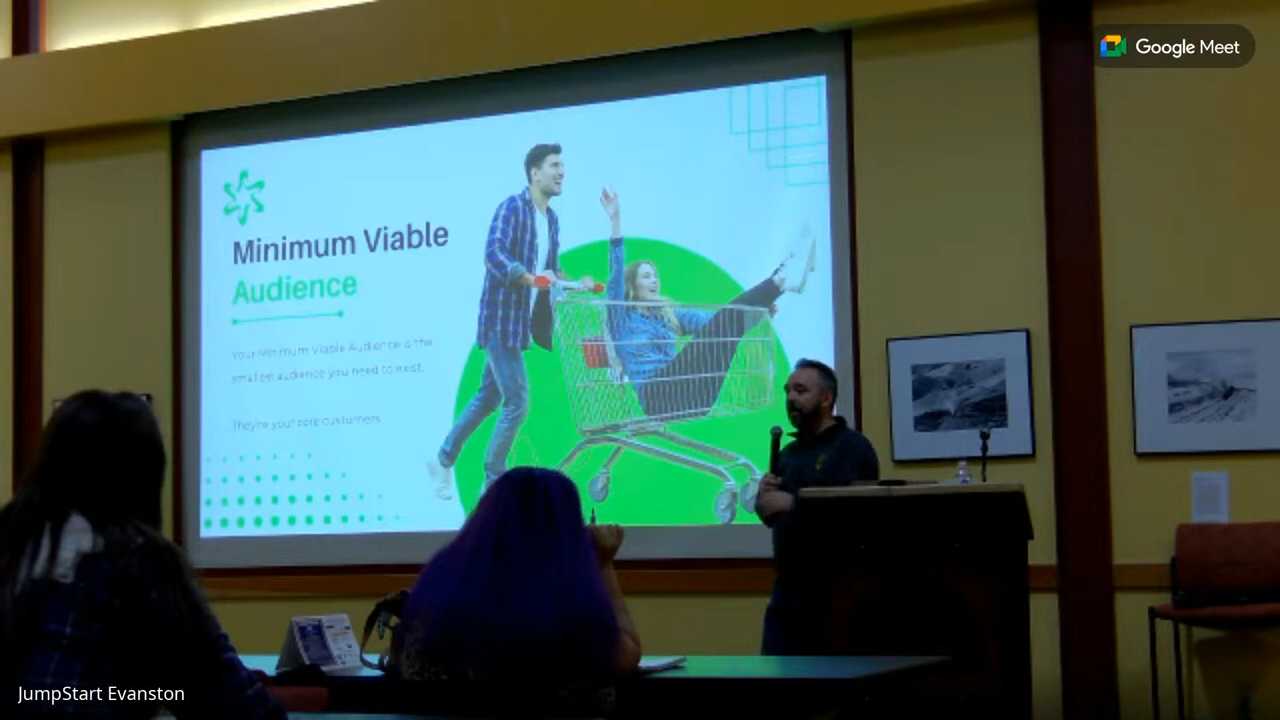 Google Meet
Minimum Viable
Audience
Your Minimum Viable Audience is the
smallest audience you need to exist.
They're your core customers
JumpStart Evanston